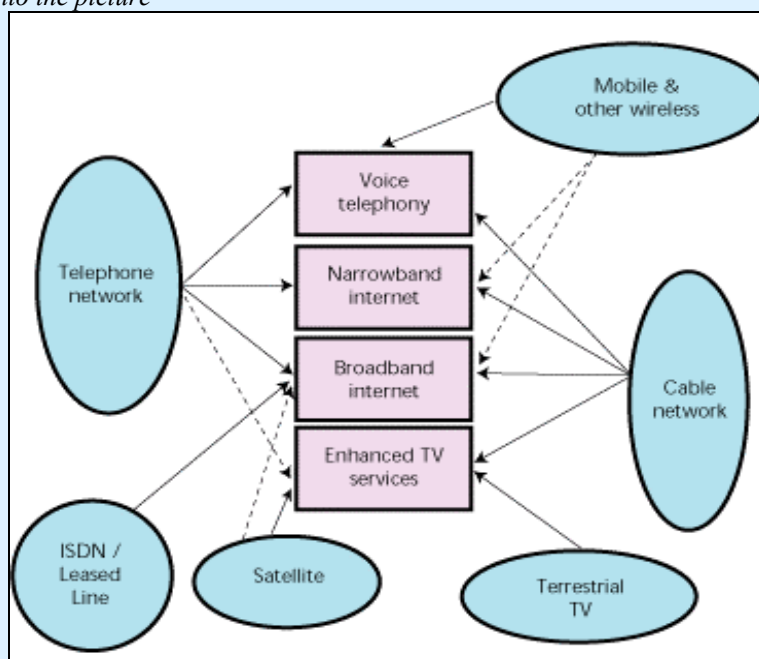 to the picture
Mobile &
other wireless
Voice
telephony
Telephone
network
Narrowband
internet
Broadband
internet
Cable
network
Enhanced TV
services
ISDN /
Leased
Line
Satellite
Terrestrial
TV